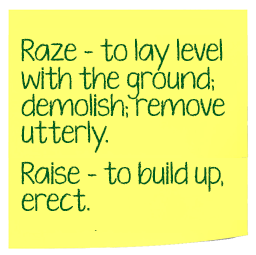 Raze - to lay level
with the ground;
demolish; remove
utterly.
Raise - to build up,
erect.